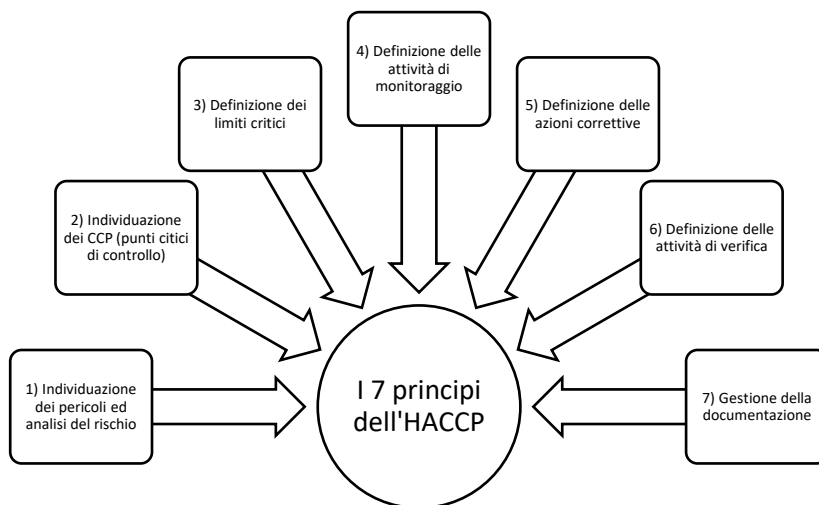 4) Definizione delle
attività di
monitoraggio
3) Definizione dei
limiti critici
5) Definizione delle
azioni correttive
2) Individuazione
dei CCP (punti citici
di controllo)
6) Definizione delle
attività di verifica
1) Individuazione
dei pericoli ed
analisi del rischio
I 7 principi
dell'HACCP
7) Gestione della
documentazione